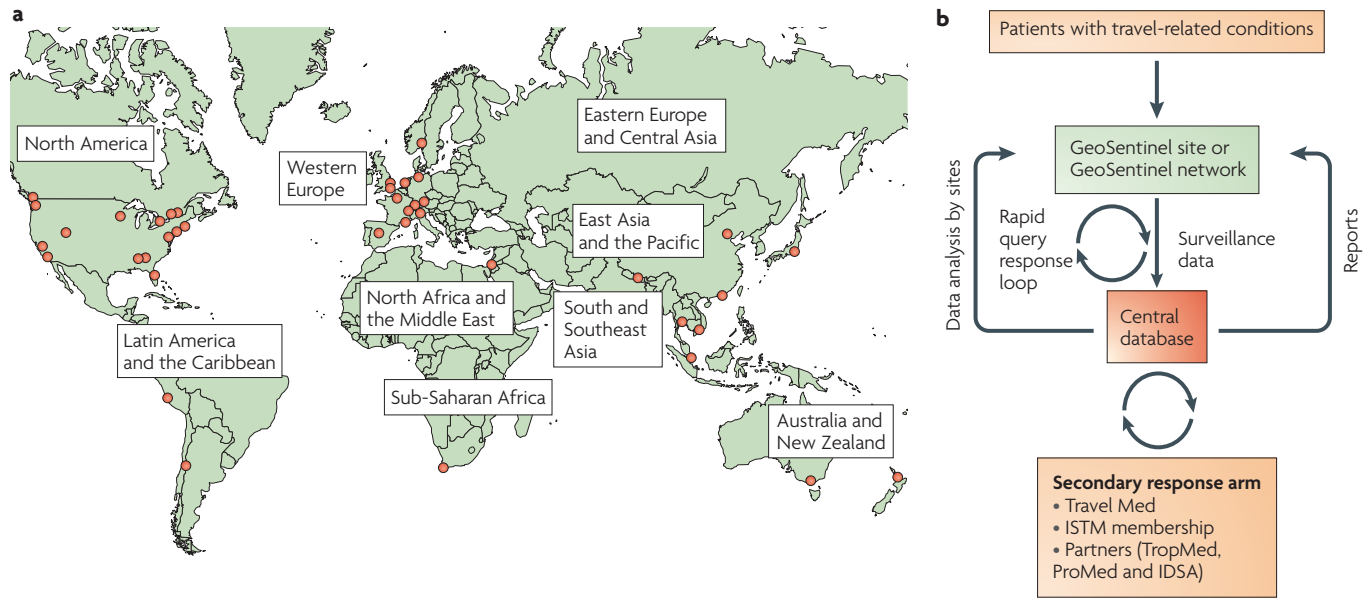 a
North America
Western
Europe
Eastern Europe
and Central Asia
East Asia
and the Pacific
North Africa and
the Middle East
South and
Southeast
Asia
Latin America
and the Caribbean
Sub-Saharan Africa
Australia and
New Zealand
b
Patients with travel-related conditions
GeoSentinel site or
GeoSentinel network
Data analysis by sites
Rapid
query
response
loop
Surveillance
data
Reports
Central
database
Secondary response arm
• Travel Med
• ISTM membership
• Partners (TropMed,
ProMed and IDSA)